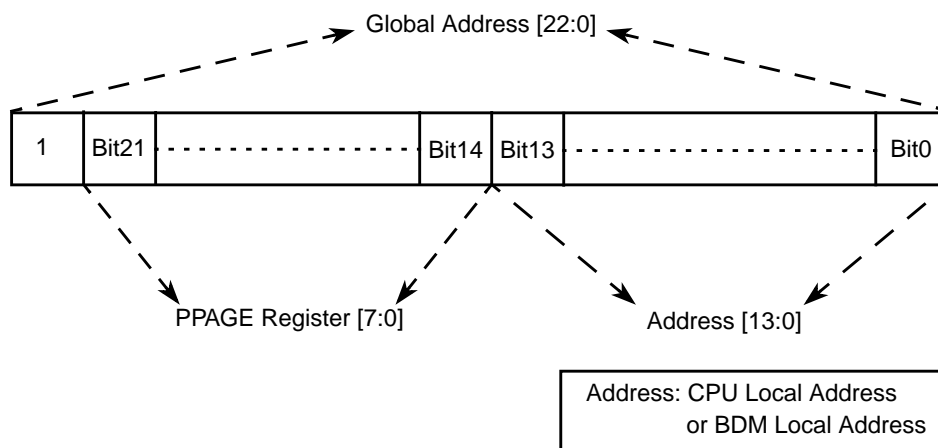 Global Address [22:0]
1 Bit21 Bit14 Bit13 Bit0
PPAGE Register [7:0] Address [13:0]
Address: CPU Local Address
or BDM Local Address